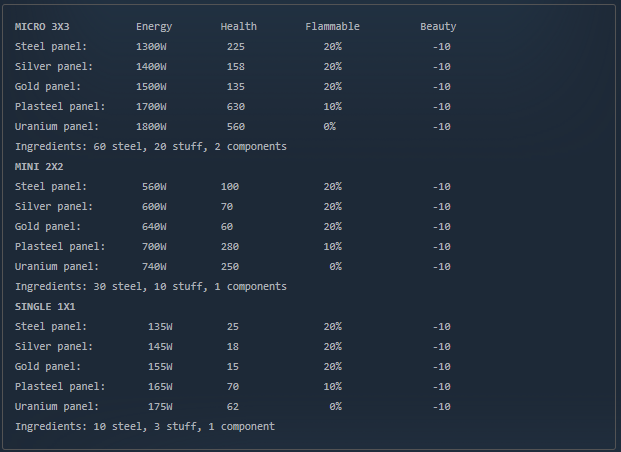 MICRO 3X3 Energy Health Flammable Beauty
Steel panel: 1300W 225 20% -10
Silver panel: 1400W 158 20% -10
Gold panel: 1500W 135 20% -10
Plasteel panel: 1700W 630 10% -10
Uranium panel: 1800W 560 0% -10
Ingredients: 60 steel, 20 stuff, 2 components
MINI 2X2
Steel panel: 560W 100 20% -10
Silver panel: 600W 70 20% -10
Gold panel: 640W 60 20% -10
Plasteel panel: 700W 280 10% -10
Uranium panel: 740W 250 0% -10
Ingredients: 30 steel, 10 stuff, 1 components
SINGLE 1X1
Steel panel: 135W 25 20% -10
Silver panel: 145W 18 20% -10
Gold panel: 155W 15 20% -10
Plasteel panel: 165W 70 10% -10
Uranium panel: 175W 62 0% -10
Ingredients: 10 steel, 3 stuff, 1 component